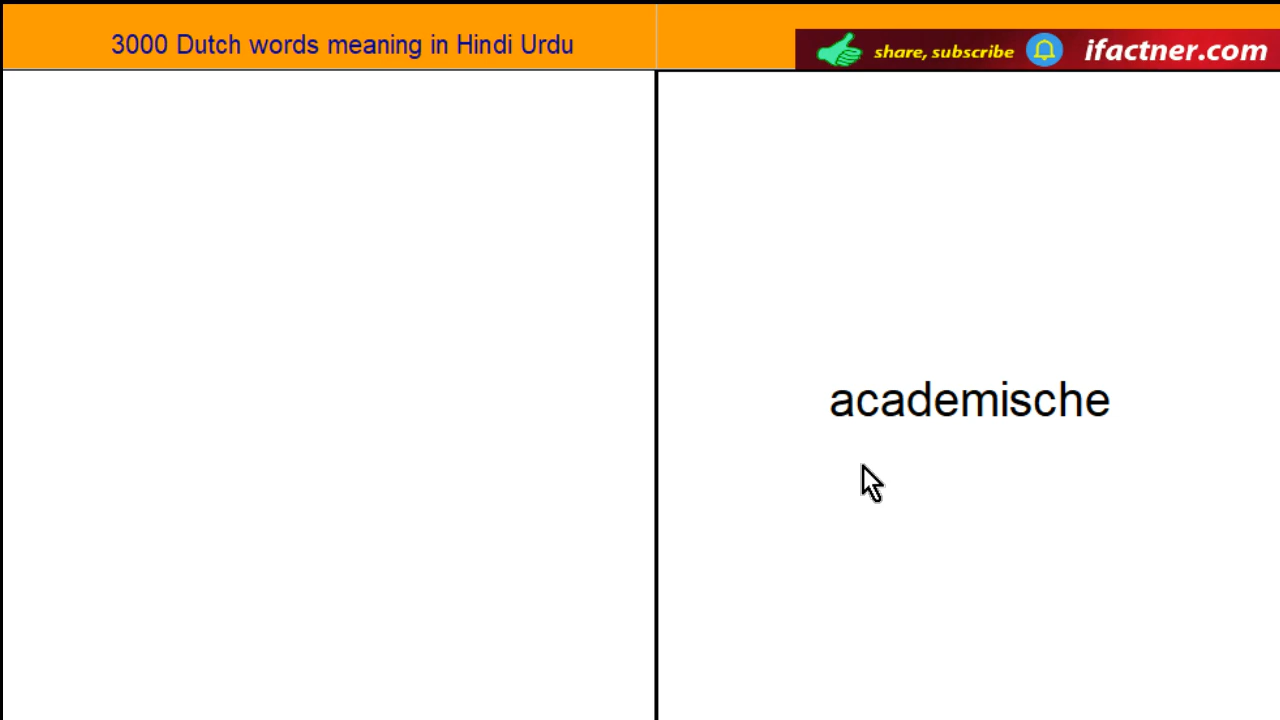 3000 Dutch words meaning in Hindi Urdu
share, subscribe
ifactner.com
academische